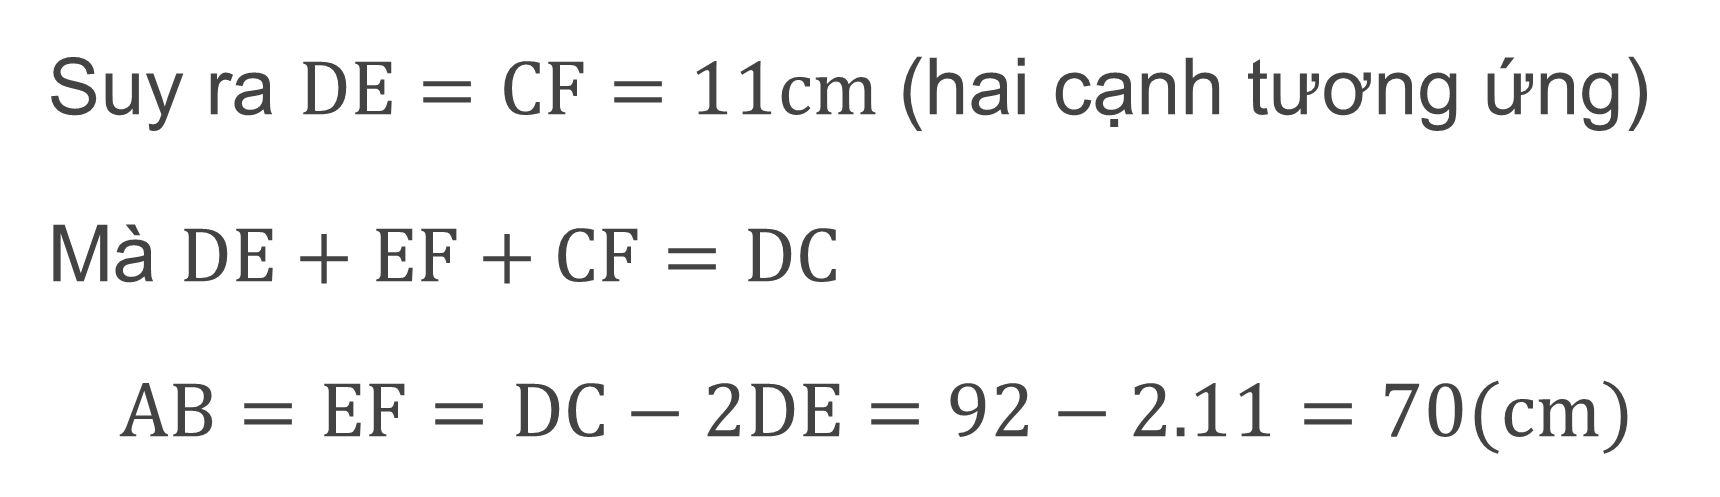 Suy ra DE = CF = 11cm (hai cạnh tương ứng)
Mà DE + EF + CF = DC
AB = EF = DC − 2DE = 92 − 2.11 = 70(cm)